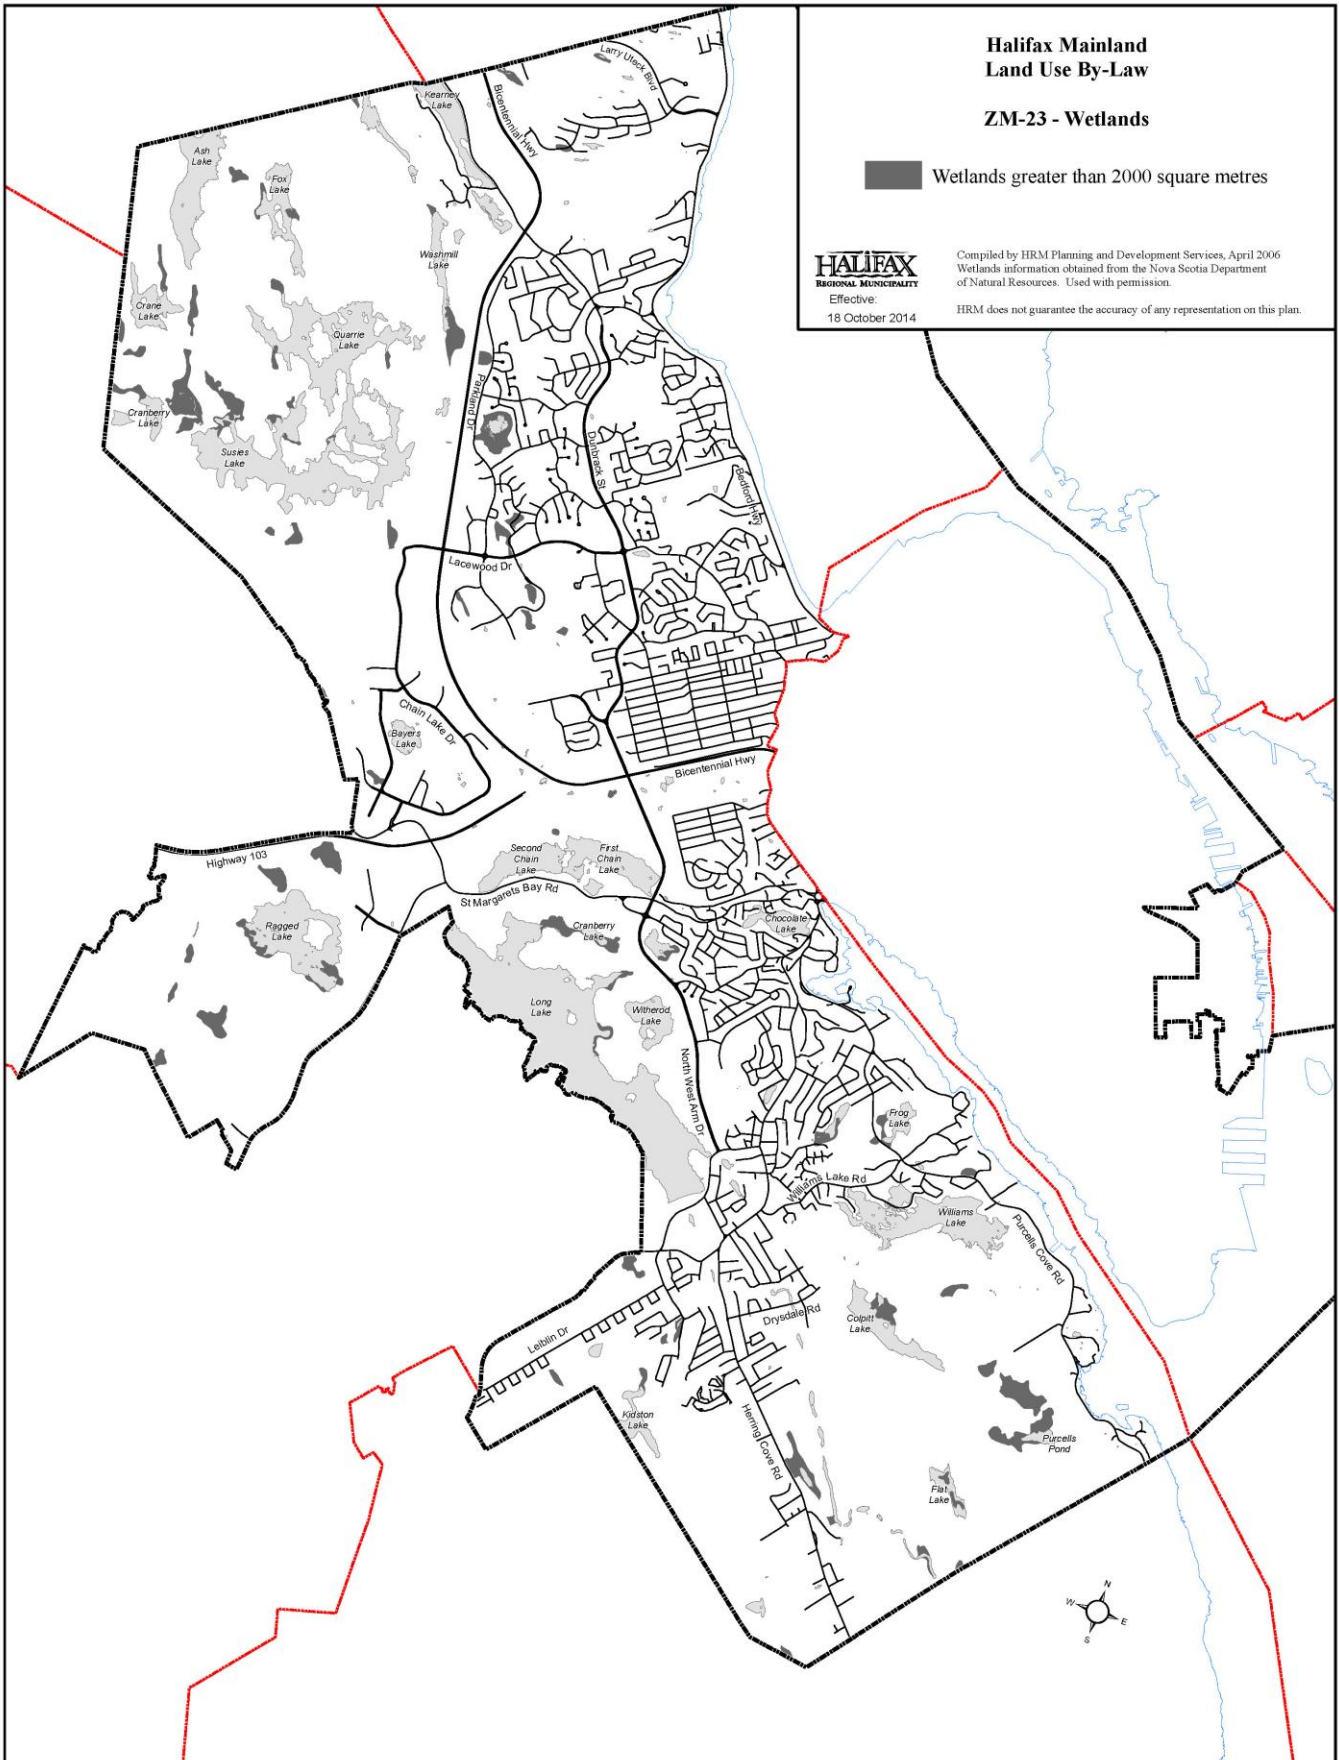 Halifax Mainland
Land Use By-Law
ZM-23 - Wetlands
Wetlands greater than 2000 square metres
HALIFAX
REGIONAL MUNICIPALITY
Effective:
18 October 2014
Compiled by HRM Planning and Development Services, April 2006
Wetlands information obtained from the Nova Scotia Department
of Natural Resources. Used with permission.
HRM does not guarantee the accuracy of any representation on this plan.
Larry Uteck Blvd
Kearney
Lake
Bicentennial Hwy
Ash
Lake
Fox
Lake
Washmill
Lake
Crane
Lake
Quarrie
Lake
Parkland Dr
Cranberry
Lake
Susies
Lake
Dunbrack St
Bedford Hwy
Lacewood Dr
Chain Lake Dr
Bayers
Lake
Bicentennial Hwy
Highway 103
Second
Chain
Lake
First
Chain
Lake
St Margarets Bay Rd
Ragged
Lake
Cranberry
Lake
Chocolate
Lake
Long
Lake
Witherod
Lake
North West Arm Dr
Frog
Lake
Williams Lake Rd
Williams
Lake
Purcells Cove Rd
Drysdale Rd
Colpitt
Lake
Leiblin Dr
Kidston
Lake
Herring Cove Rd
Purcells
Pond
Flat
Lake
N
W
E
S